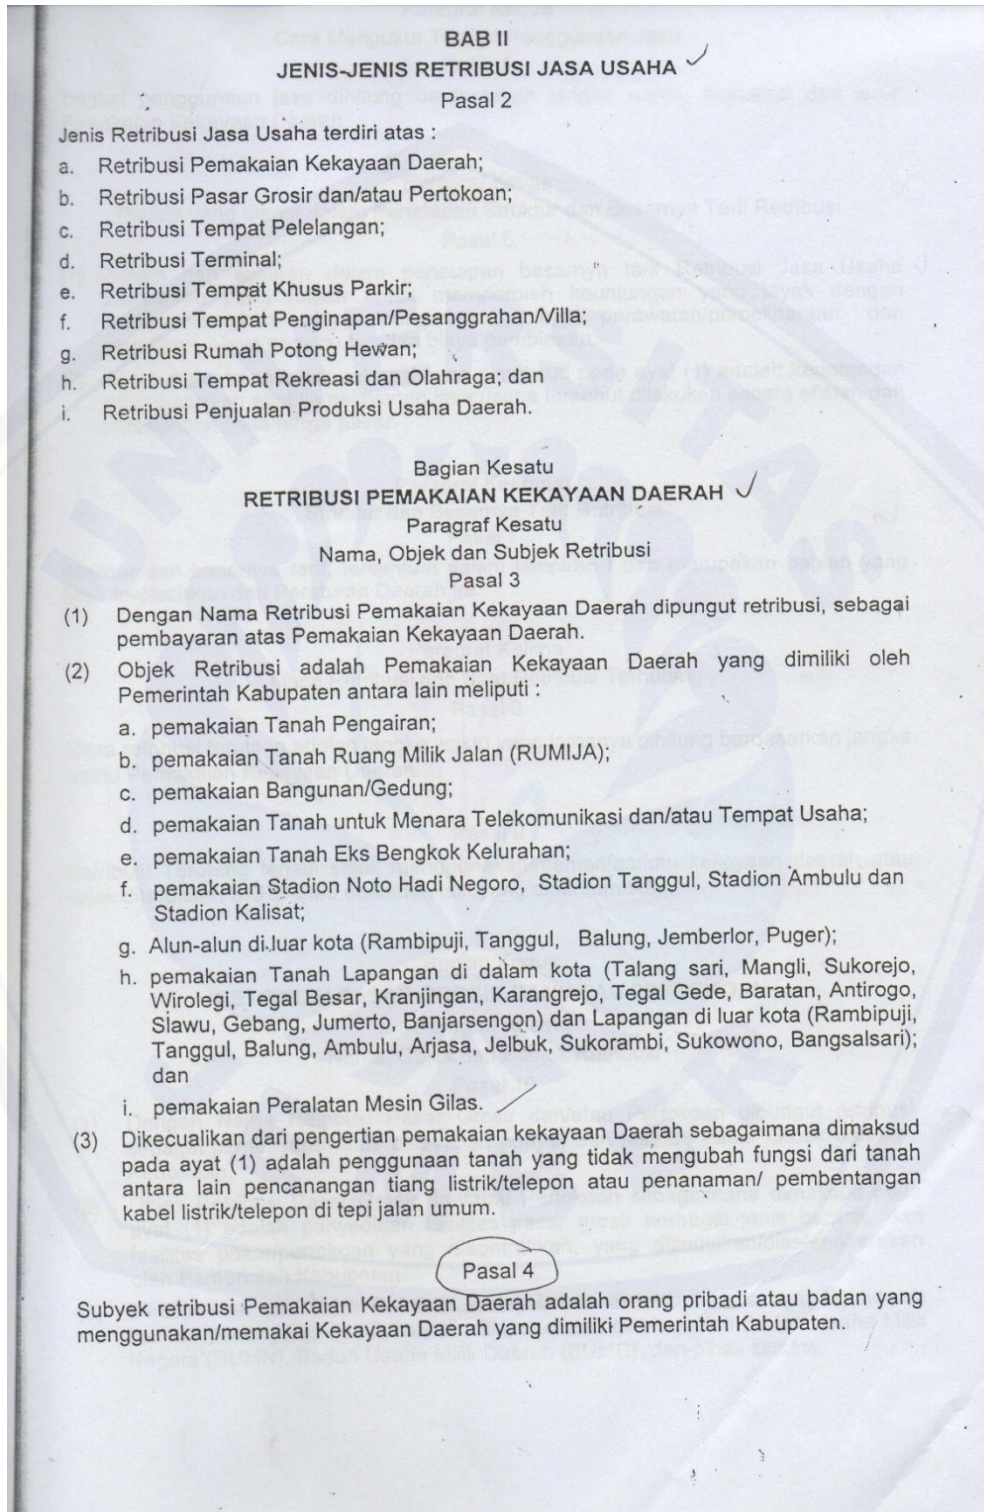 BAB II
JENIS-JENIS RETRIBUSI JASA USAHA
Pasal 2
Jenis Retribusi Jasa Usaha terdiri atas :
a. Retribusi Pemakaian Kekayaan Daerah;
b. Retribusi Pasar Grosir dan/atau Pertokoan;
c. Retribusi Tempat Pelelangan;
d. Retribusi Terminal;
e. Retribusi Tempat Khusus Parkir;
f. Retribusi Tempat Penginapan/Pesanggrahan/Villa;
g. Retribusi Rumah Potong Hewan;
h. Retribusi Tempat Rekreasi dan Olahraga; dan
i. Retribusi Penjualan Produksi Usaha Daerah.
Bagian Kesatu
RETRIBUSI PEMAKAIAN KEKAYAAN DAERAH
Paragraf Kesatu
Nama, Objek dan Subjek Retribusi
Pasal 3
(1) Dengan Nama Retribusi Pemakaian Kekayaan Daerah dipungut retribusi, sebagai
pembayaran atas Pemakaian Kekayaan Daerah.
(2) Objek Retribusi adalah Pemakaian Kekayaan Daerah yang dimiliki oleh
Pemerintah Kabupaten antara lain meliputi :
a. pemakaian Tanah Pengairan;
b. pemakaian Tanah Ruang Milik Jalan (RUMIJA);
c. pemakaian Bangunan/Gedung;
d. pemakaian Tanah untuk Menara Telekomunikasi dan/atau Tempat Usaha;
e. pemakaian Tanah Eks Bengkok Kelurahan;
f. pemakaian Stadion Noto Hadi Negoro, Stadion Tanggul, Stadion Ambulu dan
Stadion Kalisat;
g. Alun-alun di luar kota (Rambipuji, Tanggul, Balung, Jemberlor, Puger);
h. pemakaian Tanah Lapangan di dalam kota (Talang sari, Mangli, Sukorejo,
Wirolegi, Tegal Besar, Kranjingan, Karangrejo, Tegal Gede, Baratan, Antirogo,
Slawu, Gebang, Jumerto, Banjarsengon) dan Lapangan di luar kota (Rambipuji,
Tanggul, Balung, Ambulu, Arjasa, Jelbuk, Sukorambi, Sukowono, Bangsalsari);
dan
i. pemakaian Peralatan Mesin Gilas.
(3) Dikecualikan dari pengertian pemakaian kekayaan Daerah sebagaimana dimaksud
pada ayat (1) adalah penggunaan tanah yang tidak mengubah fungsi dari tanah
antara lain pencanangan tiang listrik/telepon atau penanaman/ pembentangan
kabel listrik/telepon di tepi jalan umum.
Pasal 4
Subyek retribusi Pemakaian Kekayaan Daerah adalah orang pribadi atau badan yang
menggunakan/memakai Kekayaan Daerah yang dimiliki Pemerintah Kabupaten.